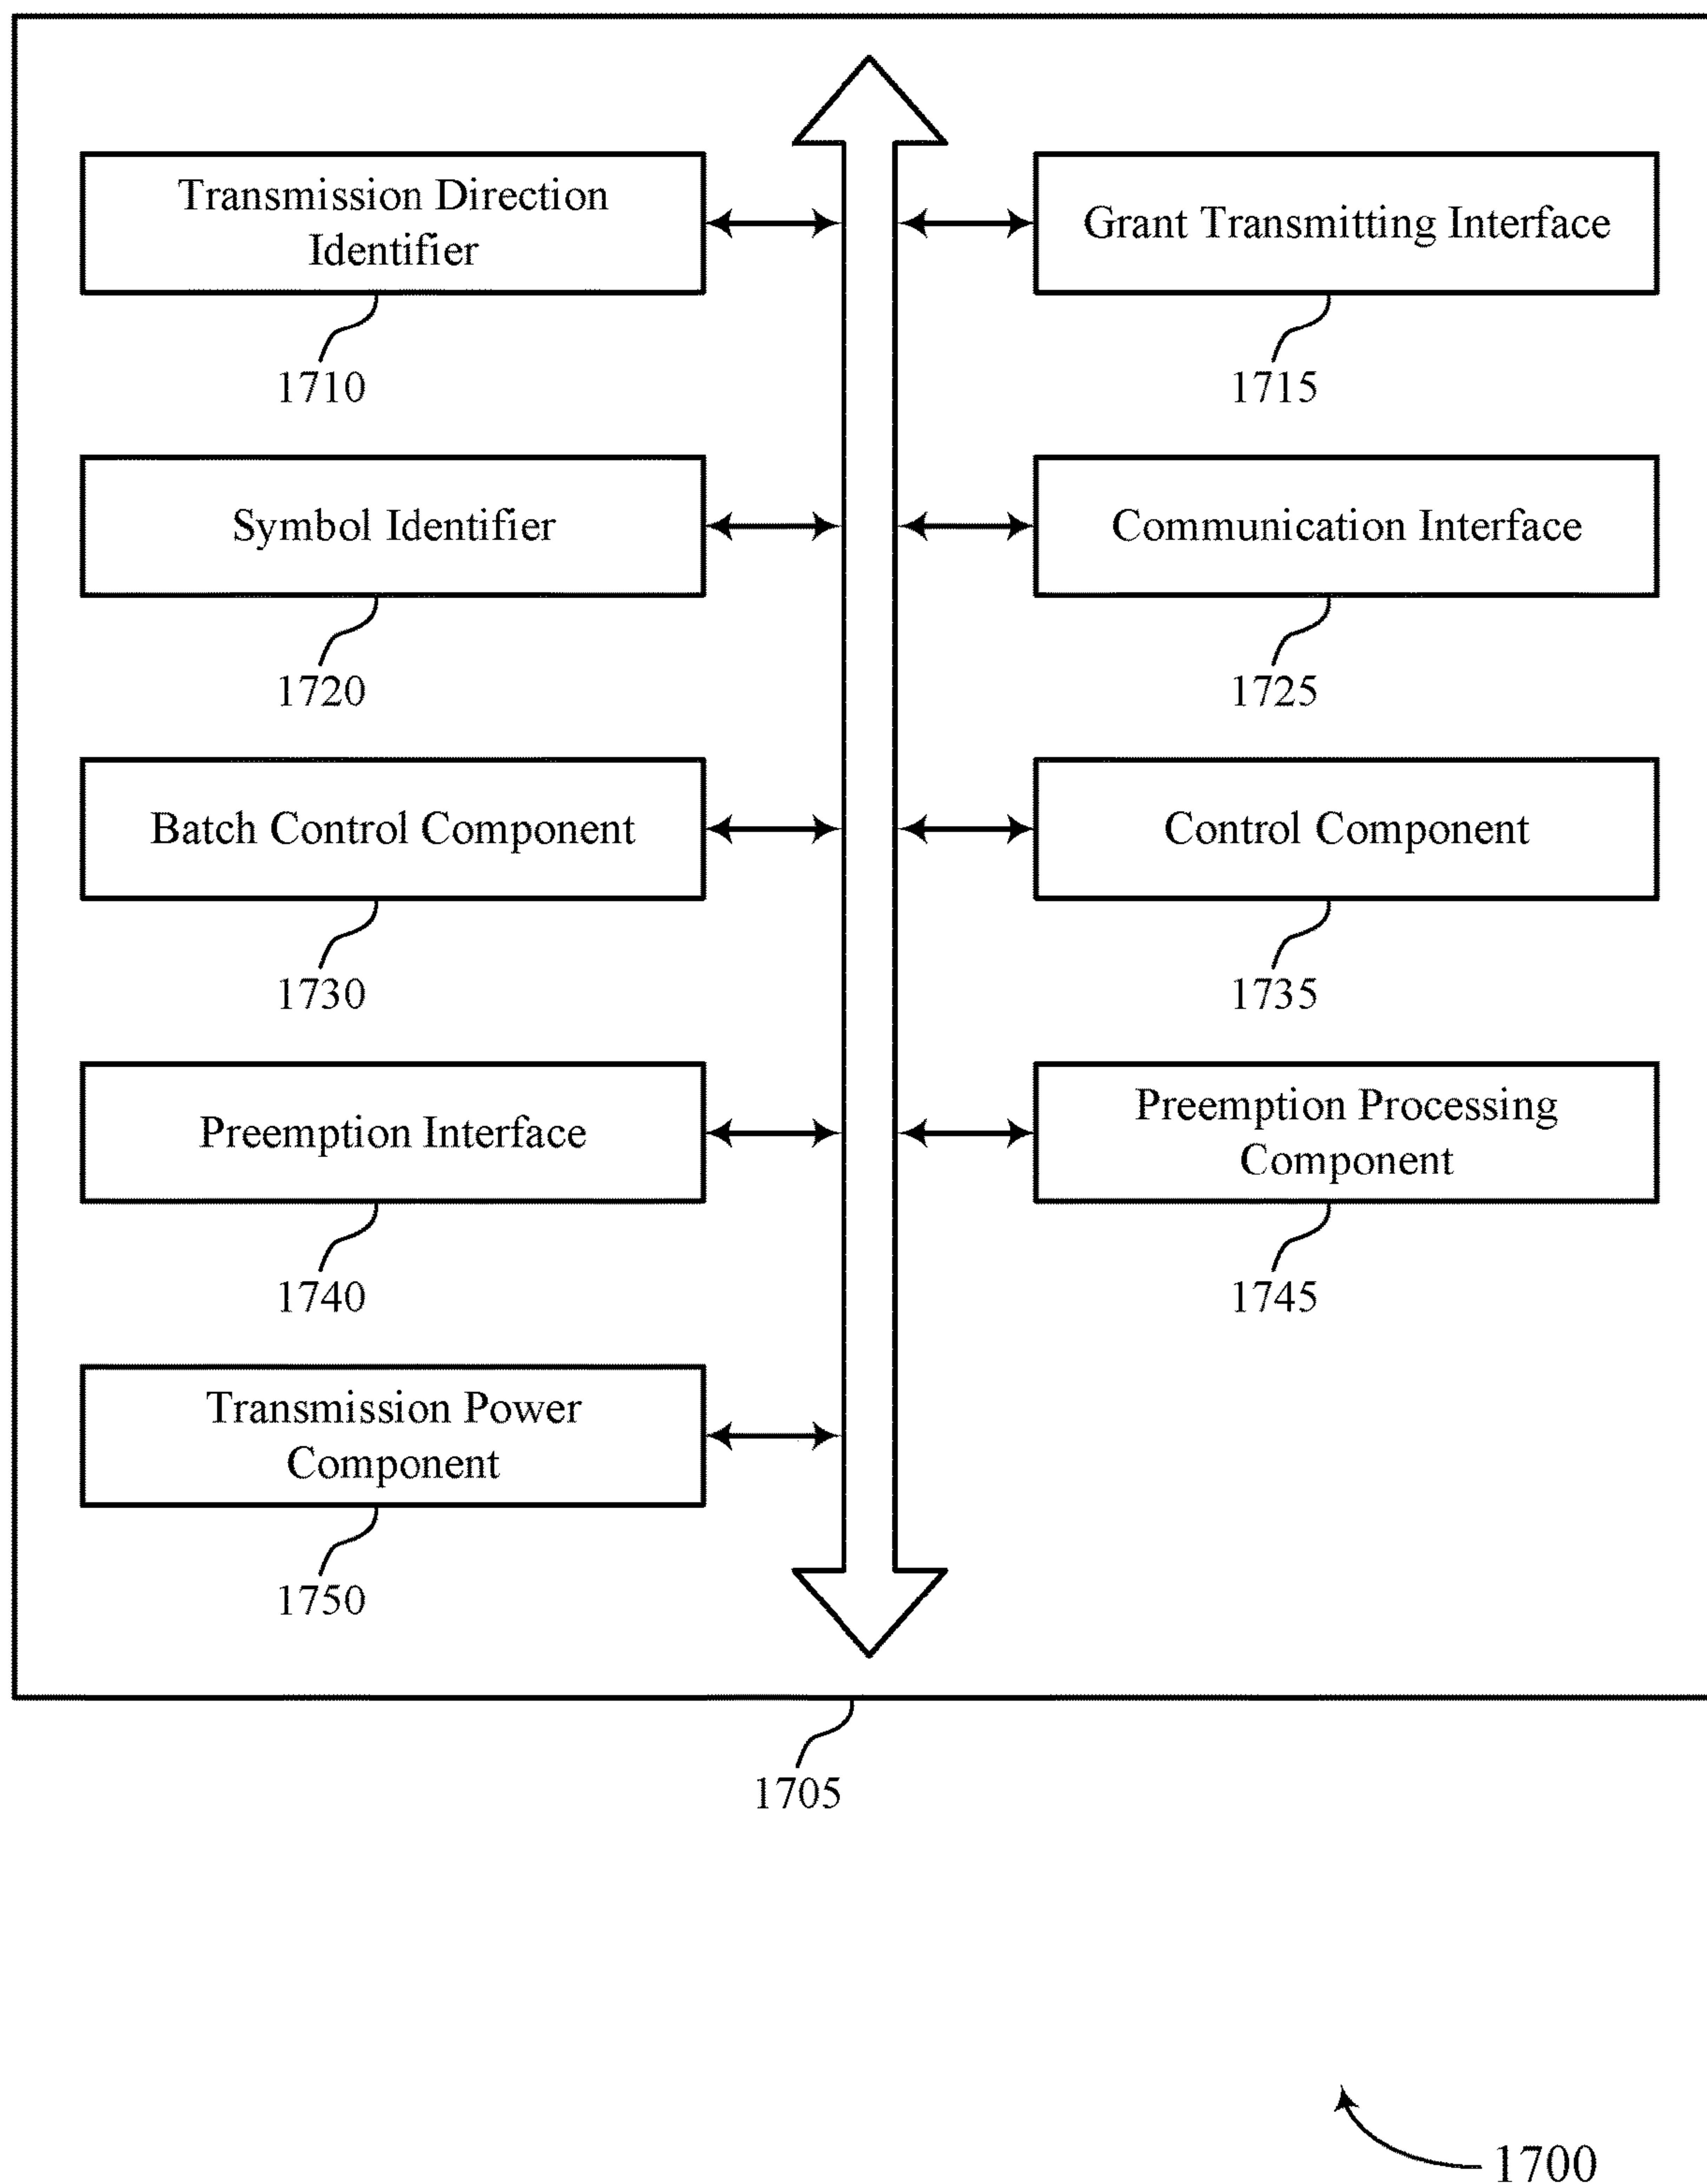 Transmission Direction
Identifier
1710
Grant Transmitting Interface
1715
Symbol Identifier
1720
Communication Interface
1725
Batch Control Component
1730
Control Component
1735
Preemption Interface
1740
Preemption Processing
Component
1745
Transmission Power
Component
1750
1705
1700